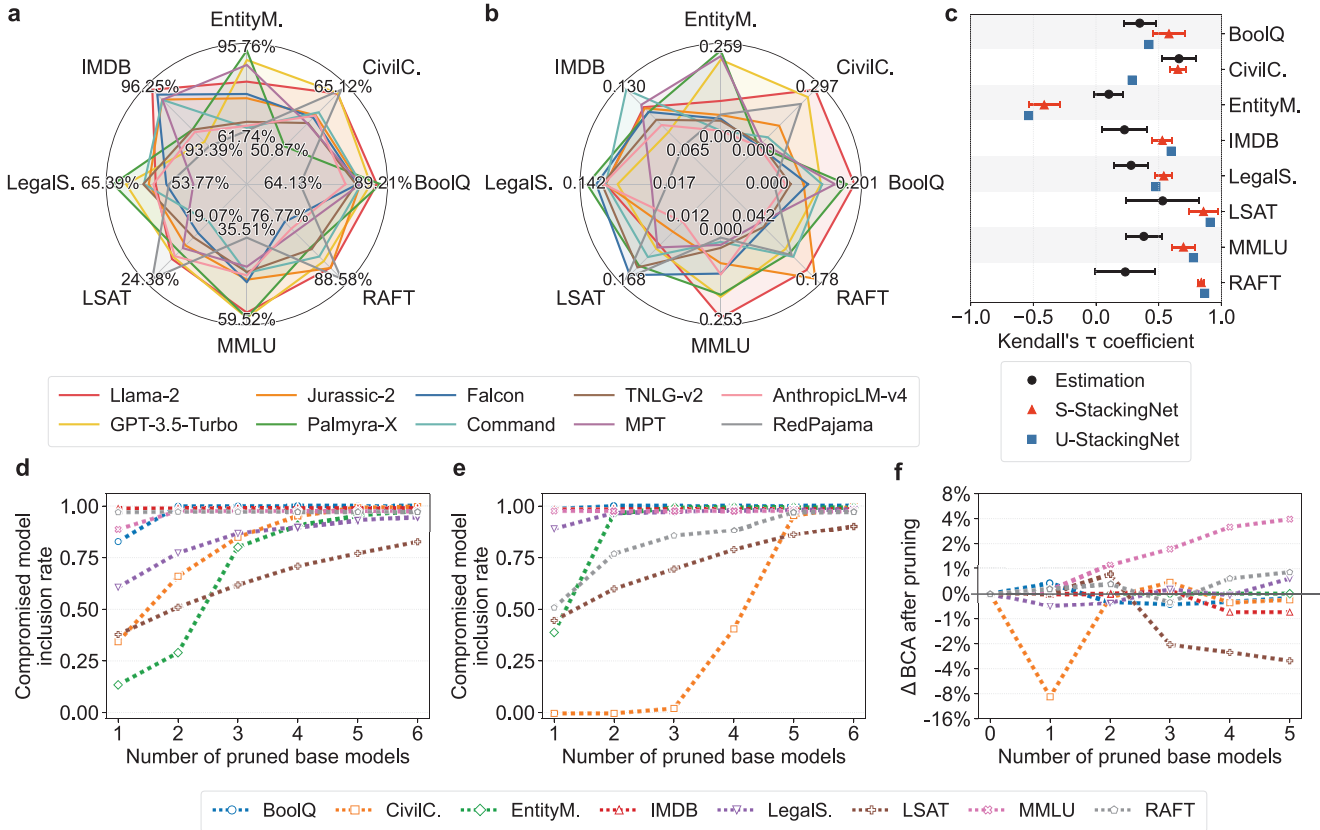 a
EntityM.
95.76%
IMDB
CivilC.
96.25%
65.12%
61.74%
93.39%
50.87%
LegalS.
65.39%
53.77%
64.13%
89.21%
BoolQ
19.07%
76.77%
35.51%
24.38%
88.58%
LSAT
RAFT
59.52%
MMLU
b
EntityM.
0.259
IMDB
CivilC.
0.130
0.297
0.000
0.065
0.000
LegalS.
0.142
0.017
0.000
0.201
BoolQ
0.012
0.042
0.000
0.168
0.178
LSAT
RAFT
0.253
MMLU
c
BoolQ
CivilC.
EntityM.
IMDB
LegalS.
LSAT
MMLU
RAFT
−1.0
−0.5
0.0
0.5
1.0
Kendall's τ coefficient
Estimation
S-StackingNet
U-StackingNet
Llama-2
Jurassic-2
Falcon
TNLG-v2
AnthropicLM-v4
GPT-3.5-Turbo
Palmyra-X
Command
MPT
RedPajama
d
Compromised model
inclusion rate
1.00
0.75
0.50
0.25
0.00
1 2 3 4 5 6
Number of pruned base models
e
Compromised model
inclusion rate
1.00
0.75
0.50
0.25
0.00
1 2 3 4 5 6
Number of pruned base models
f
Δ BCA after pruning
8%
4%
2%
1%
0%
-1%
-2%
-4%
-8%
-16%
0 1 2 3 4 5
Number of pruned base models
BoolQ
CivilC.
EntityM.
IMDB
LegalS.
LSAT
MMLU
RAFT